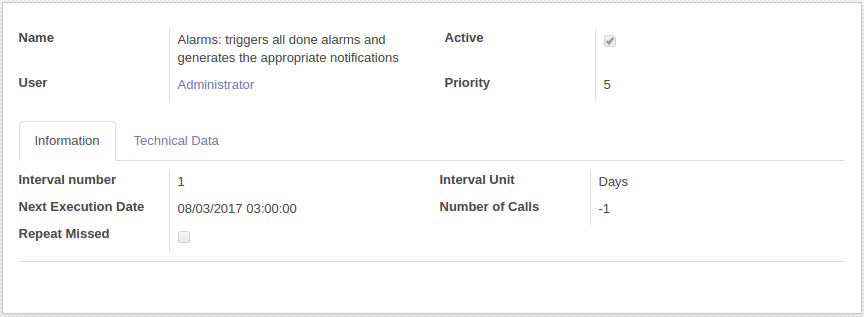 Name Alarms: triggers all done alarms and Active
generates the appropriate notifications
User Administrator Priority 5
Information Technical Data
Interval number 1 Interval Unit Days
Next Execution Date 08/03/2017 03:00:00 Number of Calls -1
Repeat Missed